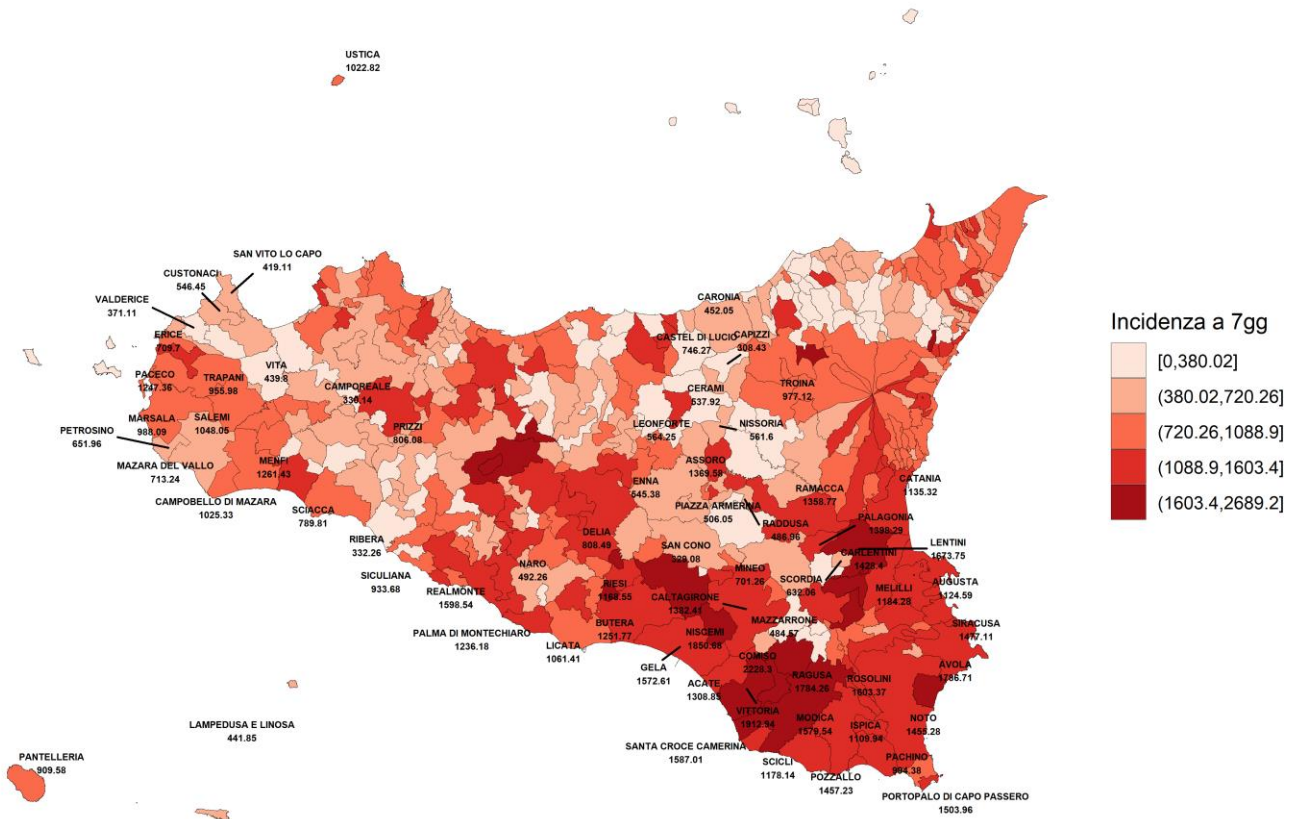 USTICA
1022.82
SAN VITO LO CAPO
419.11
CUSTONACI
546.45
VALDERICE
371.11
ERICE
709.7
PACECO
1247.36
TRAPANI
955.98
VITA
439.8
CAMPOREALE
330.14
MARSALA
988.09
SALEMI
1048.05
PRIZZI
806.08
PETROSINO
651.96
MAZARA DEL VALLO
713.24
MENFI
1261.43
CAMPOBELLO DI MAZARA
1025.33
SCIACCA
789.81
RIBERA
332.26
SICULIANA
933.68
REALMONTE
1598.54
PALMA DI MONTECHIARO
1236.18
NARO
492.26
LICATA
1061.41
CARONIA
452.05
CASTEL DI LUCIO
746.27
CAPIZZI
308.43
CERAMI
537.92
TROINA
977.12
LEONFORTE
564.25
NISSORIA
561.6
ASSORO
1369.58
ENNA
545.38
PIAZZA ARMERINA
506.05
RAMACCA
1358.77
CATANIA
1135.32
RADDUSA
486.96
PALAGONIA
1398.29
LENTINI
1673.75
DELIA
808.49
SAN CONO
MINEO
701.26
SCORDIA
632.06
CARLENTINI
1428.4
MELILLI
1184.28
AUGUSTA
1124.59
RIESI
1168.55
CALTAGIRONE
1382.41
MAZZARRONE
484.57
SIRACUSA
1477.11
BUTERA
1251.77
NISCEMI
1850.66
COMISO
2228.3
GELA
1572.61
ACATE
1308.85
RAGUSA
1784.26
ROSOLINI
1603.37
AVOLA
1786.71
VITTORIA
1912.94
MODICA
1579.54
ISPICA
1109.94
NOTO
1455.28
SANTA CROCE CAMERINA
1587.01
SCICLI
1178.14
POZZALLO
1457.23
PACHINO
994.38
PORTOPALO DI CAPO PASSERO
1503.96
LAMPEDUSA E LINOSA
441.85
PANTELLERIA
909.58
Incidenza a 7gg
[0,380.02]
(380.02,720.26]
(720.26,1088.9]
(1088.9,1603.4]
(1603.4,2689.2]